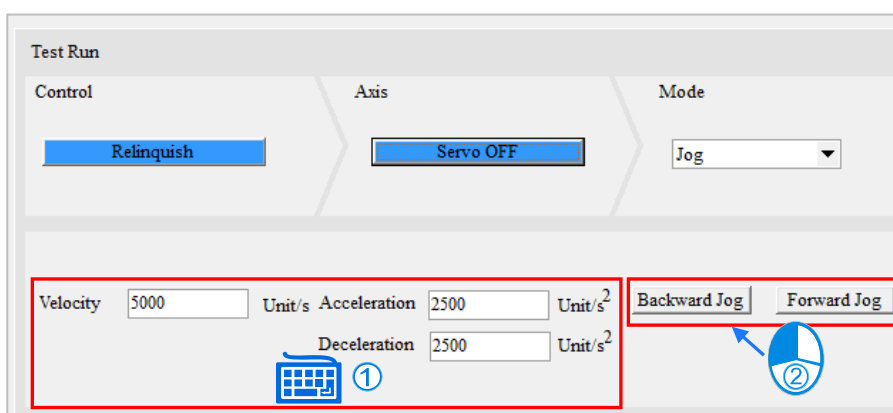 Test Run
Control Axis Mode
Relinquish Servo OFF Jog
Velocity 5000 Unit/s Acceleration 2500 Unit/s² Backward Jog Forward Jog
Deceleration 2500 Unit/s²
① ②